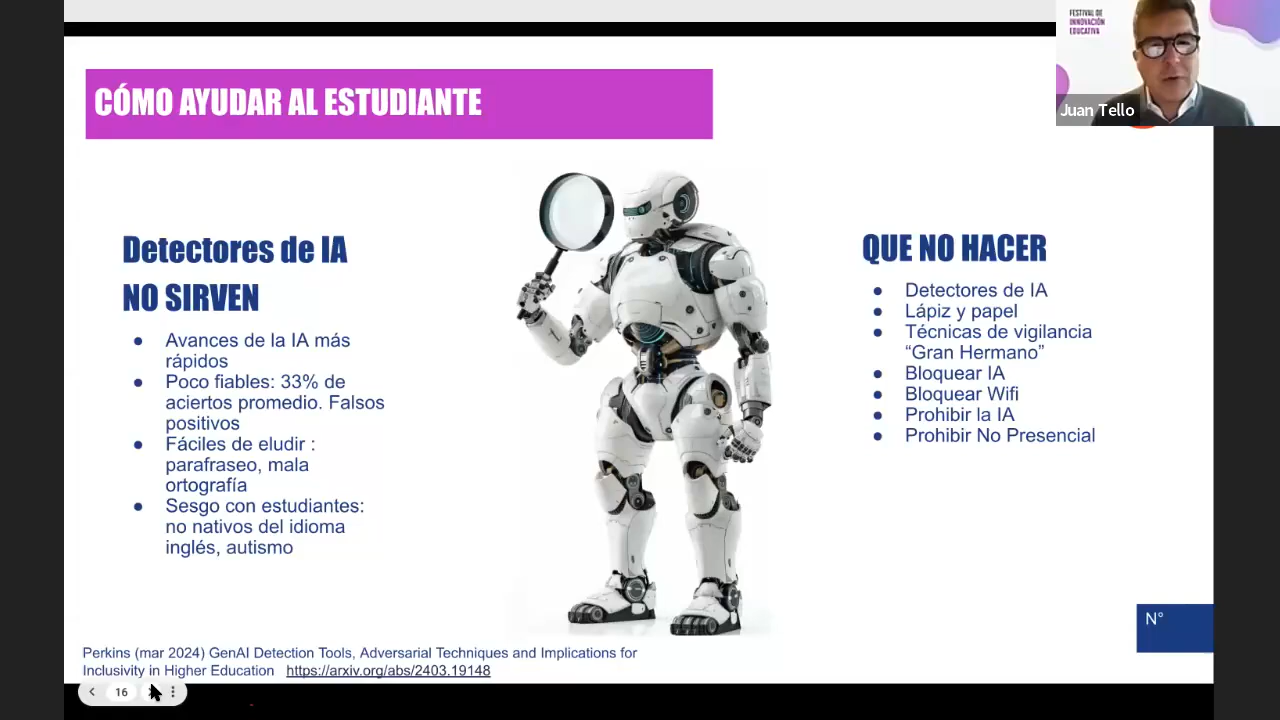 FESTIVAL DE
INNOVACIÓN
EDUCATIVA
Juan Tello
CÓMO AYUDAR AL ESTUDIANTE
Detectores de IA
NO SIRVEN
● Avances de la IA más
rápidos
● Poco fiables: 33% de
aciertos promedio. Falsos
positivos
● Fáciles de eludir :
parafraseo, mala
ortografía
● Sesgo con estudiantes:
no nativos del idioma
inglés, autismo
QUE NO HACER
● Detectores de IA
● Lápiz y papel
● Técnicas de vigilancia
“Gran Hermano”
● Bloquear IA
● Bloquear Wifi
● Prohibir la IA
● Prohibir No Presencial
N°
Perkins (mar 2024) GenAI Detection Tools, Adversarial Techniques and Implications for
Inclusivity in Higher Education https://arxiv.org/abs/2403.19148
16